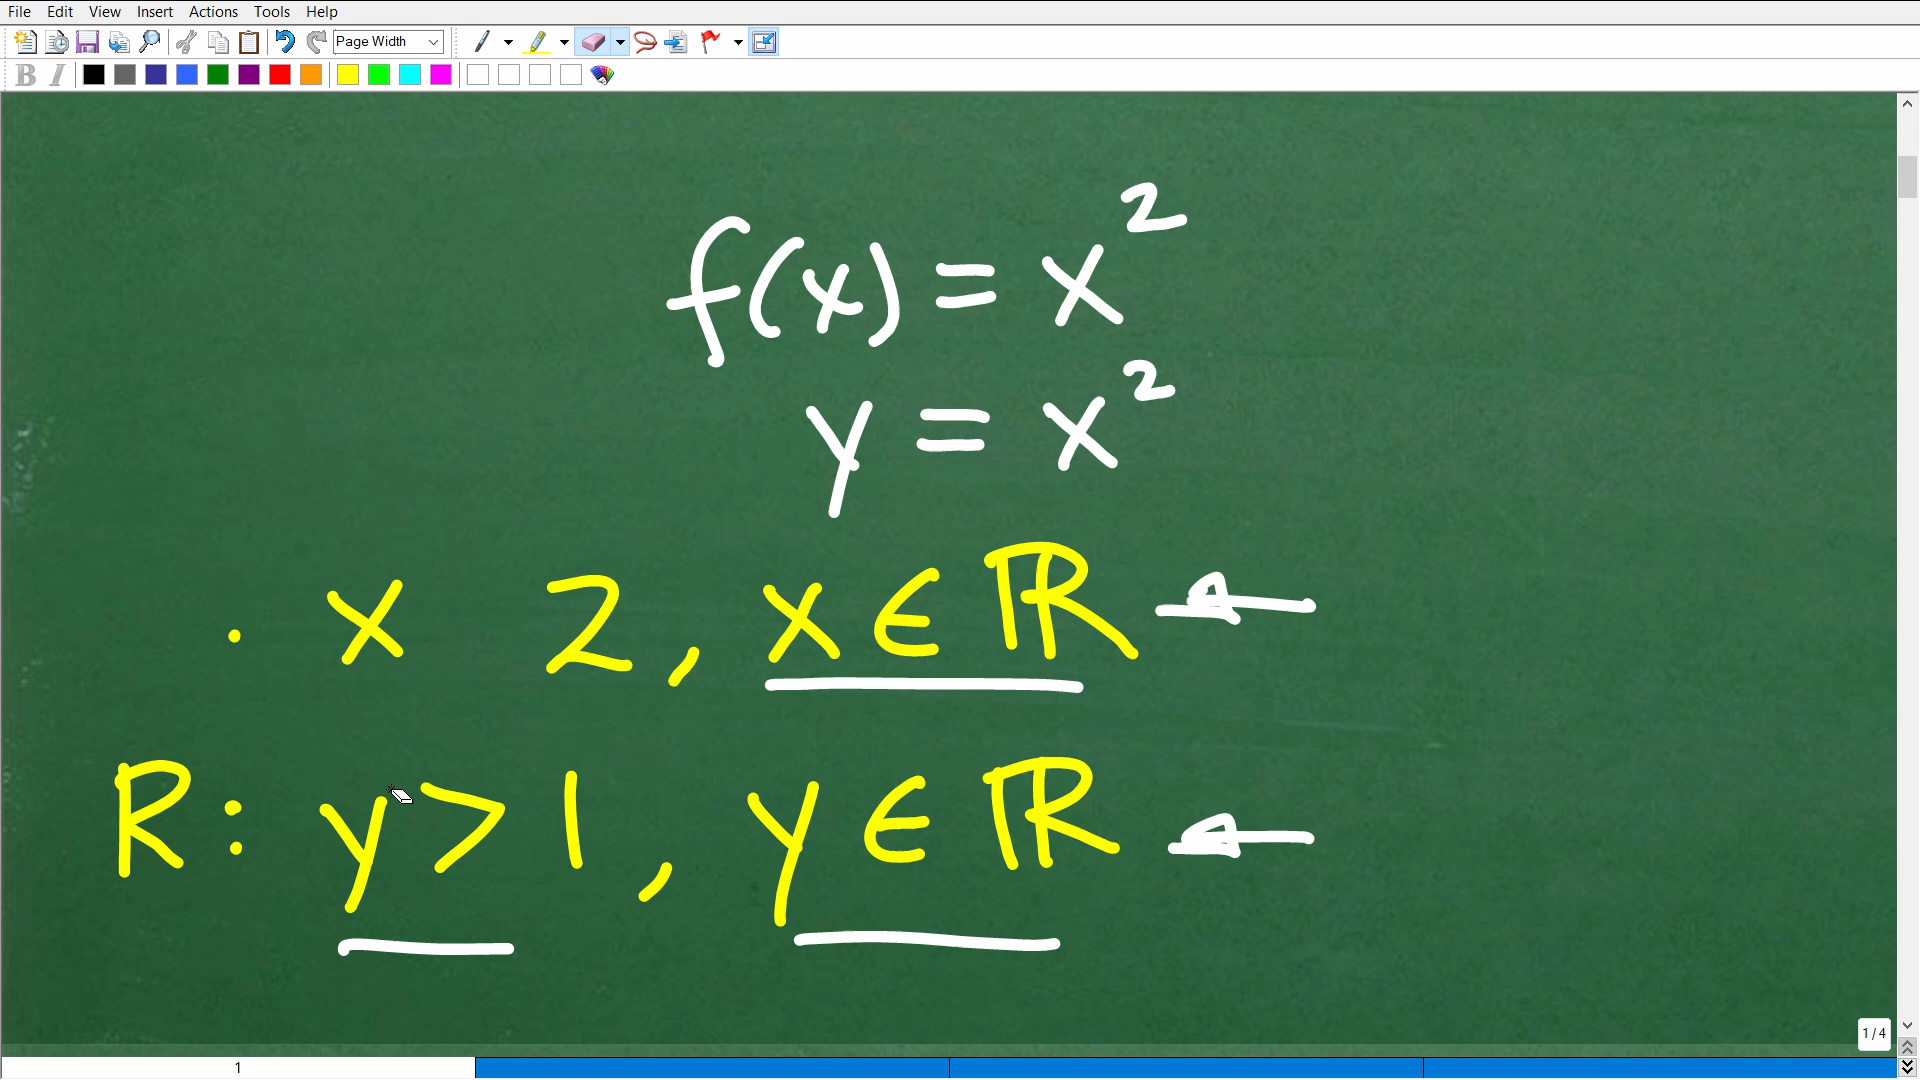 File Edit View Insert Actions Tools Help
Page Width
B I
f(x) = x²
y = x²
. x 2, x ∈ ℝ
R: y > 1, y ∈ ℝ
1 / 4
1